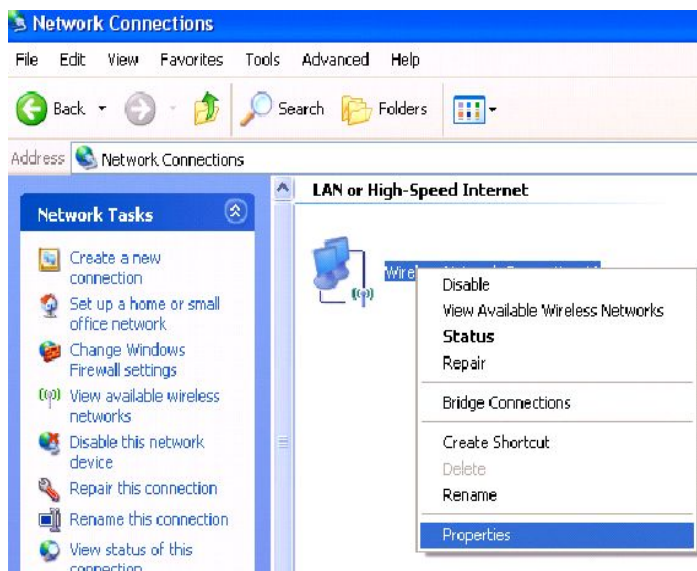 Network Connections
File Edit View Favorites Tools Advanced Help
Back Search Folders
Address Network Connections
Network Tasks
Create a new
connection
Set up a home or small
office network
Change Windows
Firewall settings
View available wireless
networks
Disable this network
device
Repair this connection
Rename this connection
View status of this
connection
LAN or High-Speed Internet
Disable
View Available Wireless Networks
Status
Repair
Bridge Connections
Create Shortcut
Delete
Rename
Properties